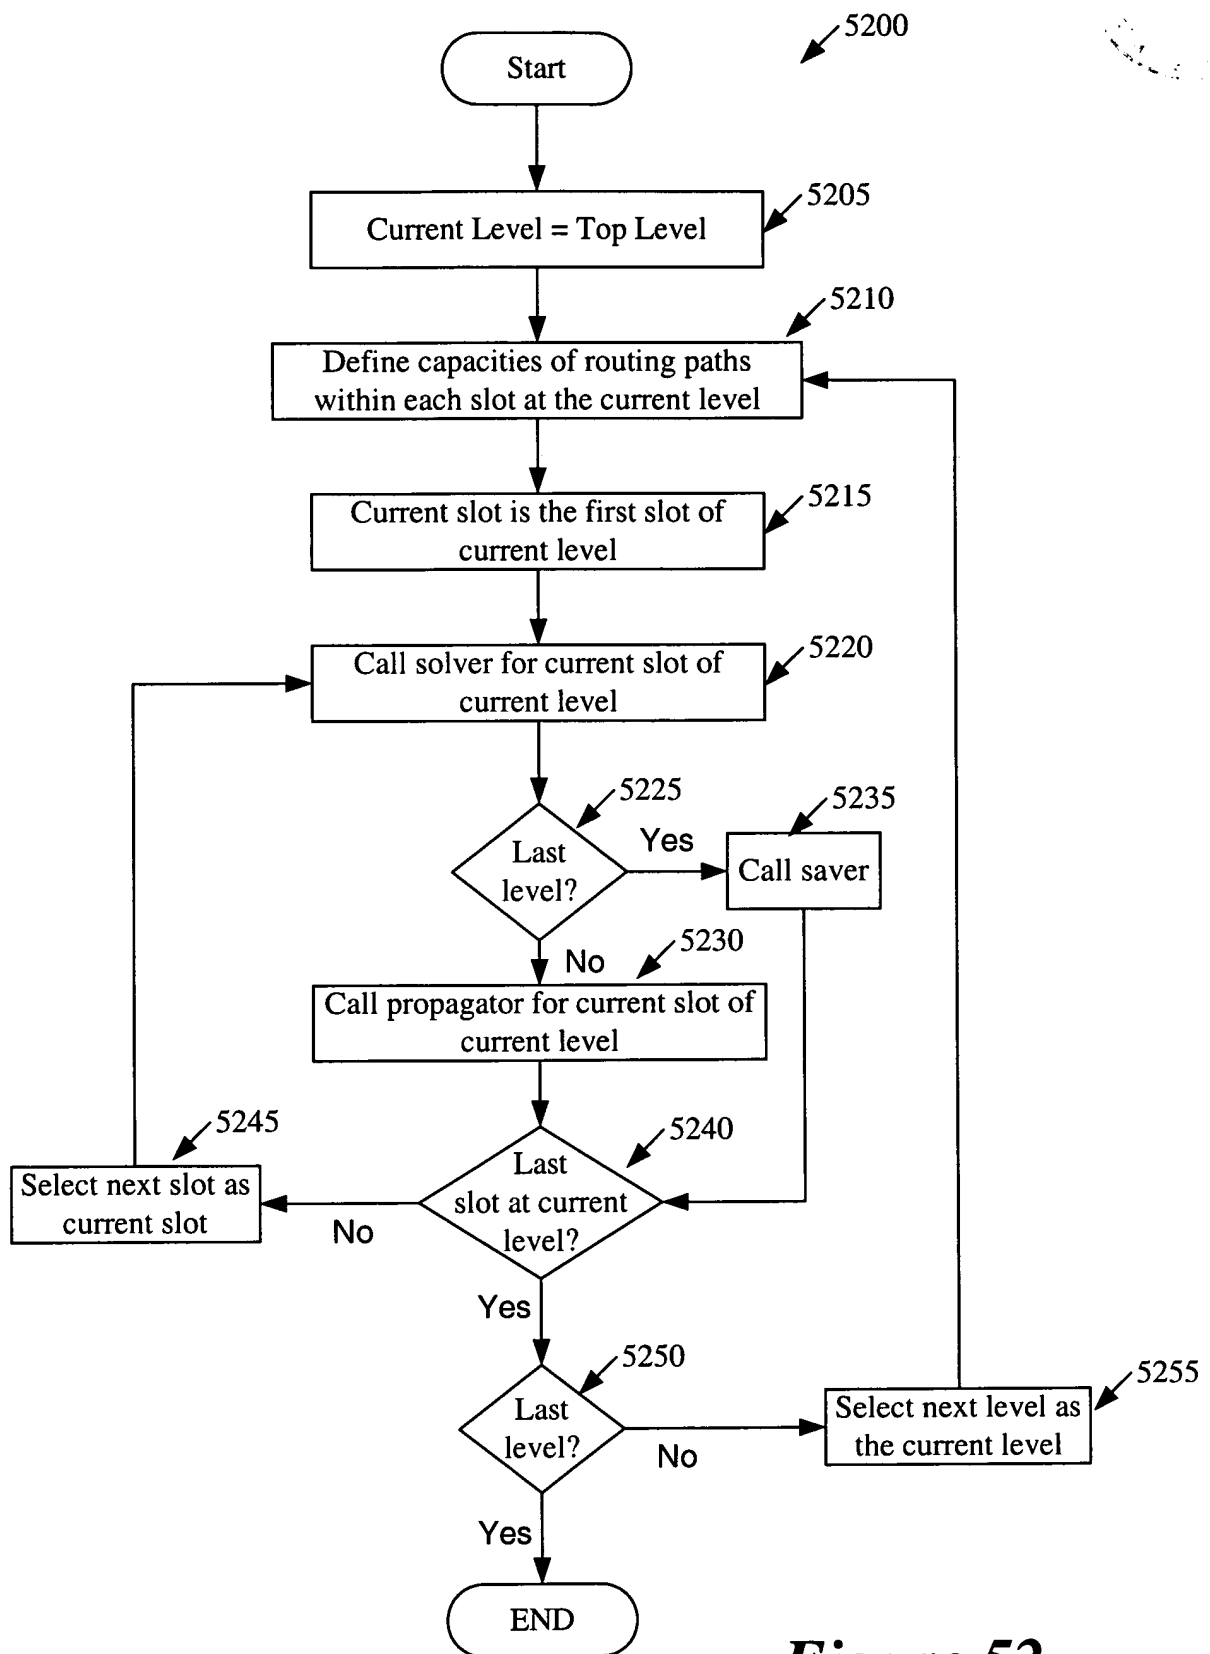 5200
Start
5205
Current Level = Top Level
5210
Define capacities of routing paths
within each slot at the current level
5215
Current slot is the first slot of
current level
5220
Call solver for current slot of
current level
5225
5235
Last
level?
Yes
Call saver
No
5230
Call propagator for current slot of
current level
5245
5240
Select next slot as
current slot
No
Last
slot at current
level?
Yes
5250
5255
Last
level?
No
Select next level as
the current level
Yes
END
Figure 52